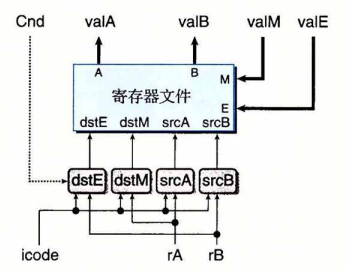 Cnd valA valB valM valE
A B M
寄存器文件
E
dstE dstM srcA srcB
dstE dstM srcA srcB
icode rA rB